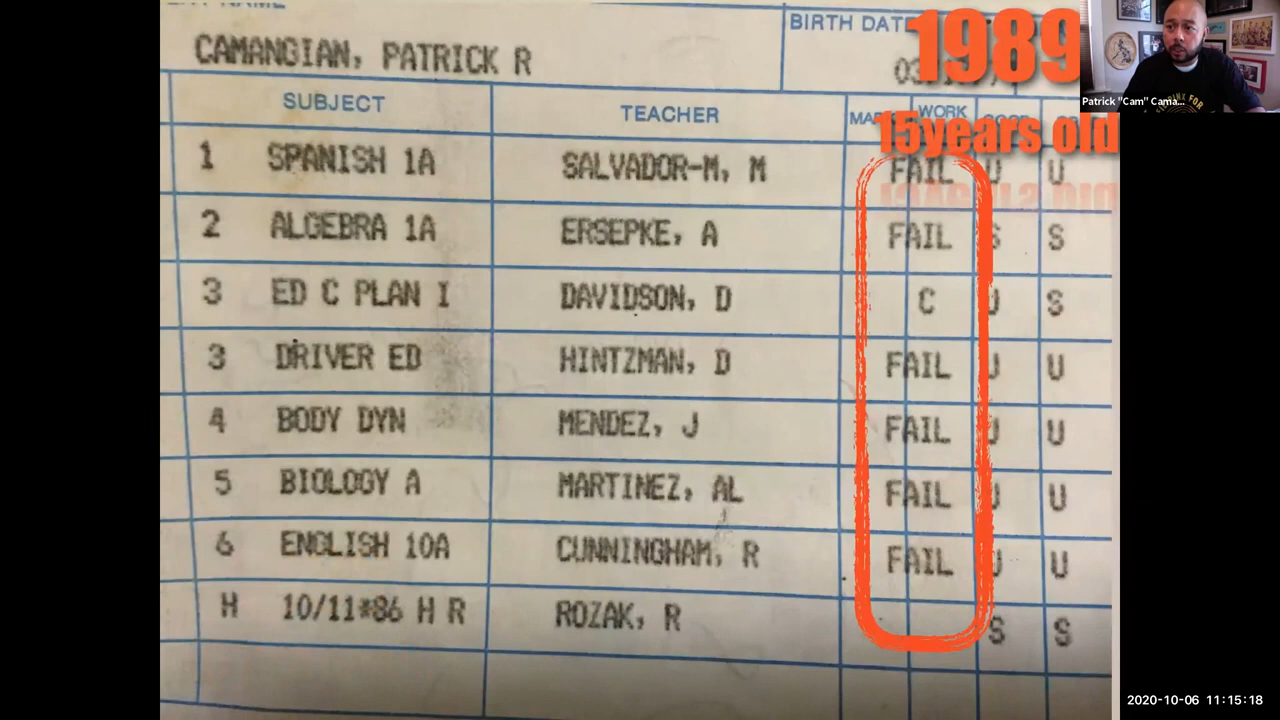 CAMANGIAN, PATRICK R
BIRTH DATE
1989
Patrick "Cam" Cama...
SUBJECT TEACHER WORK
15years old
1 SPANISH 1A SALVADOR-M, M FAIL U U
2 ALGEBRA 1A ERSEPKE, A FAIL S S
3 ED C PLAN I DAVIDSON, D C U S
3 DRIVER ED HINTZMAN, D FAIL U U
4 BODY DYN MENDEZ, J FAIL U U
5 BIOLOGY A MARTINEZ, AL FAIL U U
6 ENGLISH 10A CUNNINGHAM, R FAIL U U
H 10/11*86 H R ROZAK, R S S
2020-10-06 11:15:18